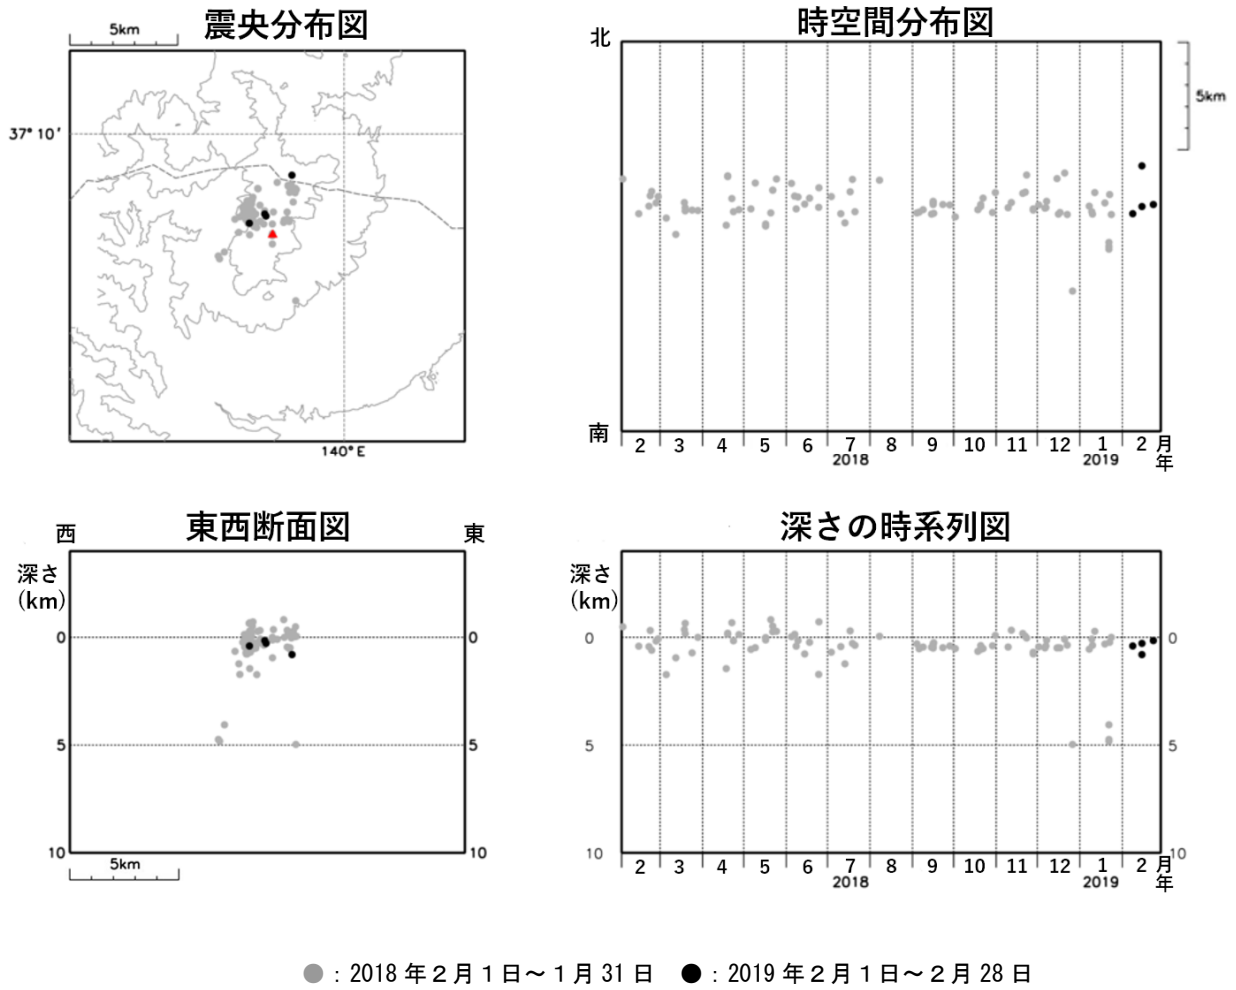 震央分布図
5km
37°10′
140°E
時空間分布図
北
南
5km
2 3 4 5 6 7 8 9 10 11 12 1 2 月
2018 2019 年
東西断面図
西 東
深さ
(km)
0 0
5 5
10 10
5km
深さの時系列図
深さ
(km)
0 0
5 5
10 10
2 3 4 5 6 7 8 9 10 11 12 1 2 月
2018 2019 年
●：2018 年２月１日～１月 31 日 ●：2019 年２月１日～２月 28 日